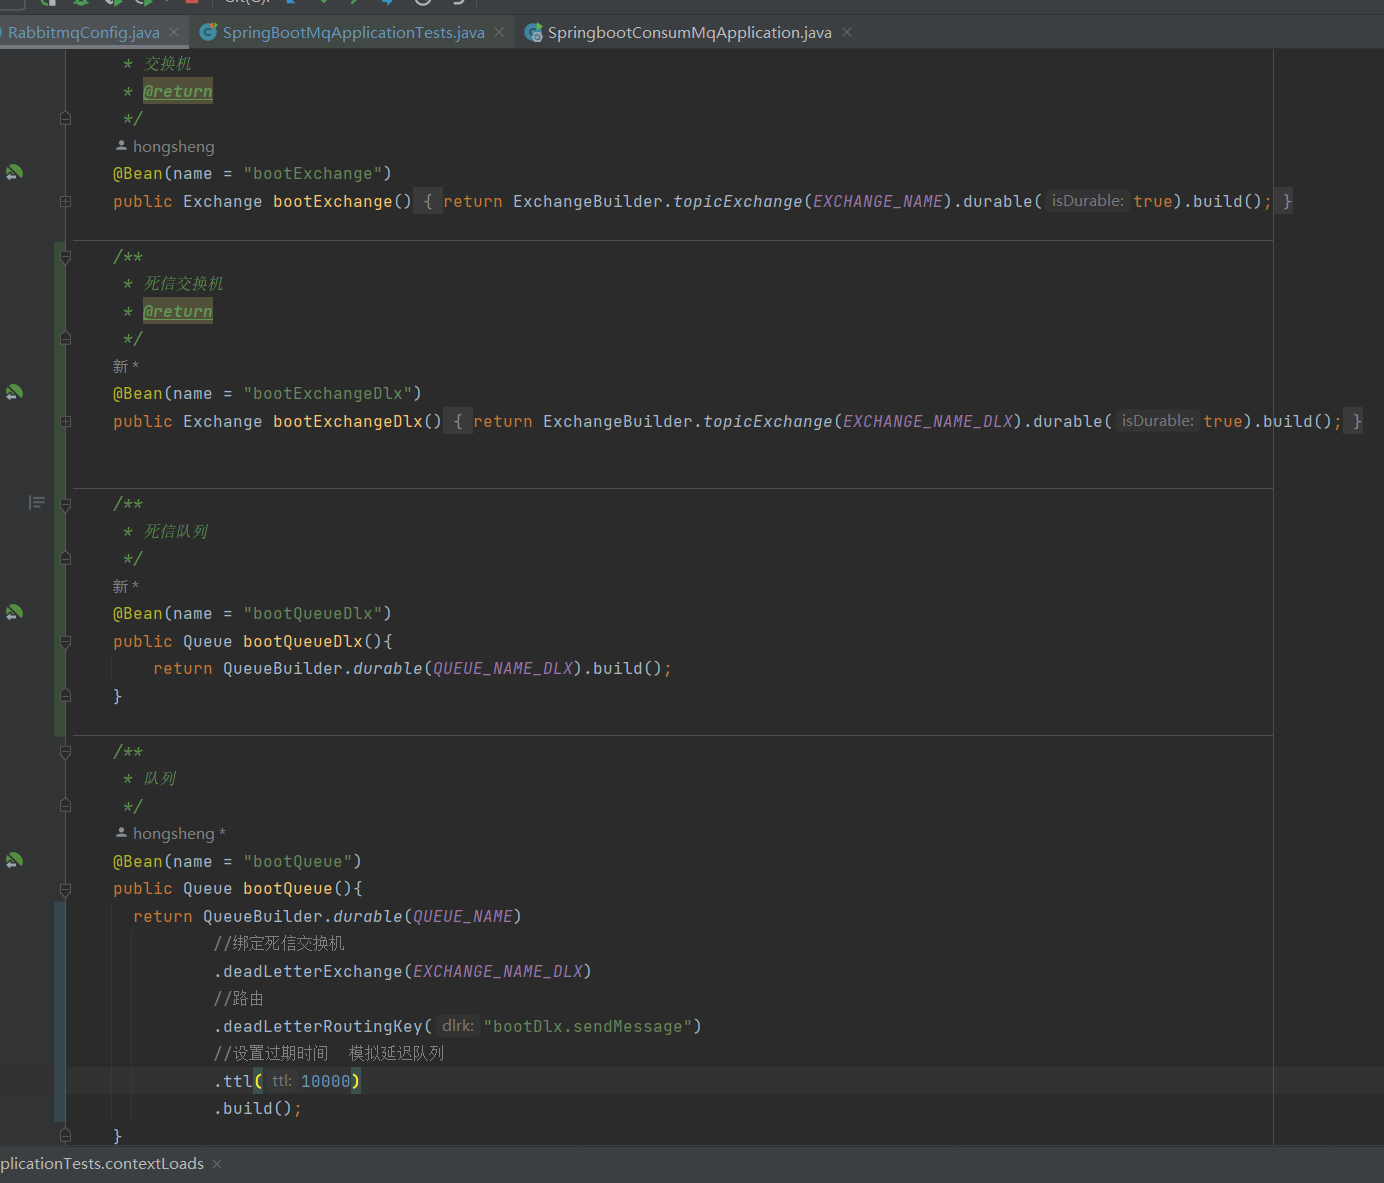 RabbitmqConfig.java SpringBootMqApplicationTests.java SpringbootConsumMqApplication.java
* 交换机
* @return
*/
hongsheng
@Bean(name = "bootExchange")
public Exchange bootExchange() { return ExchangeBuilder.topicExchange(EXCHANGE_NAME).durable( isDurable: true).build(); }
/**
* 死信交换机
* @return
*/
新 *
@Bean(name = "bootExchangeDlx")
public Exchange bootExchangeDlx() { return ExchangeBuilder.topicExchange(EXCHANGE_NAME_DLX).durable( isDurable: true).build(); }
/**
* 死信队列
*/
新 *
@Bean(name = "bootQueueDlx")
public Queue bootQueueDlx(){
return QueueBuilder.durable(QUEUE_NAME_DLX).build();
}
/**
* 队列
*/
hongsheng *
@Bean(name = "bootQueue")
public Queue bootQueue(){
return QueueBuilder.durable(QUEUE_NAME)
//绑定死信交换机
.deadLetterExchange(EXCHANGE_NAME_DLX)
//路由
.deadLetterRoutingKey( dlrk: "bootDlx.sendMessage")
//设置过期时间 模拟延迟队列
.ttl( ttl: 10000)
.build();
}
plicationTests.contextLoads